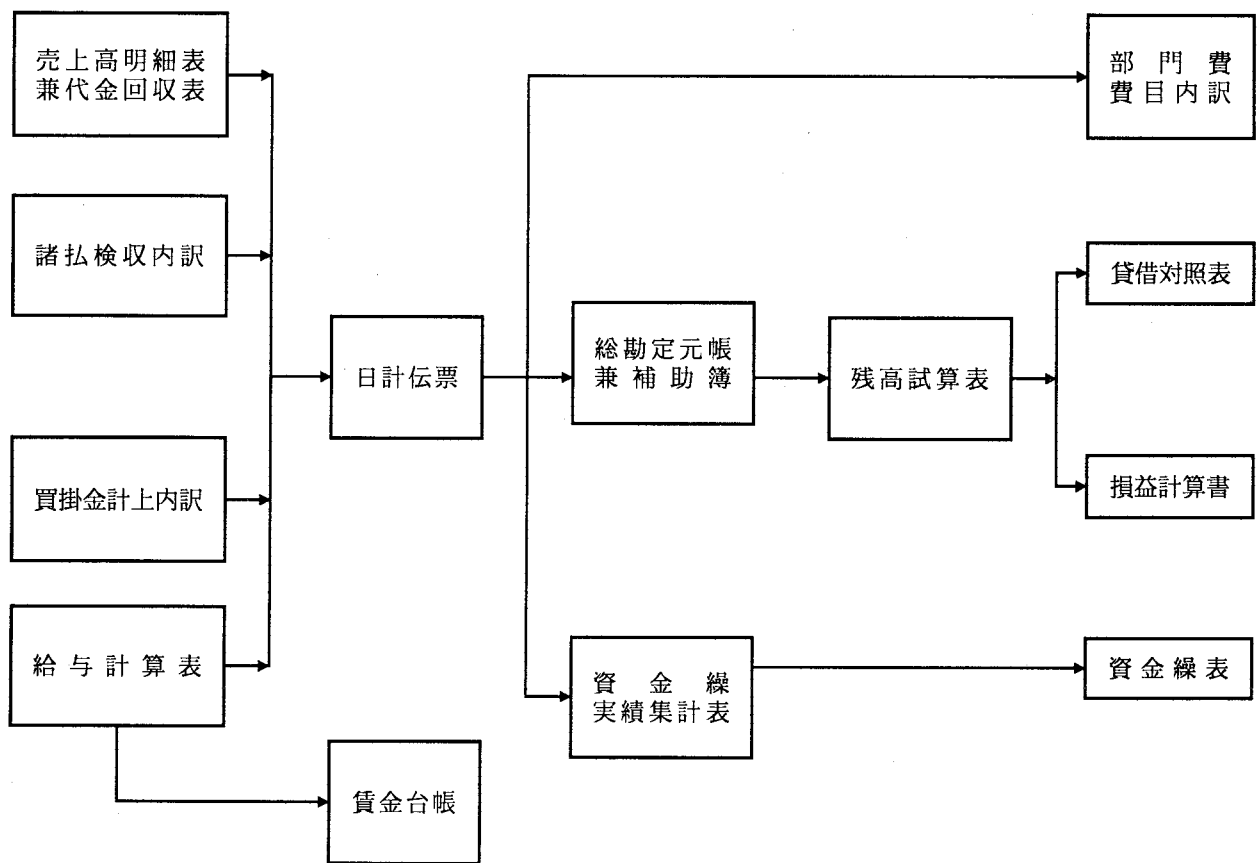 売上高明細表
兼代金回収表
諸払検収内訳
買掛金計上内訳
給与計算表
日計伝票
賃金台帳
総勘定元帳
兼補助簿
資金繰
実績集計表
残高試算表
部門費
費目内訳
貸借対照表
損益計算書
資金繰表